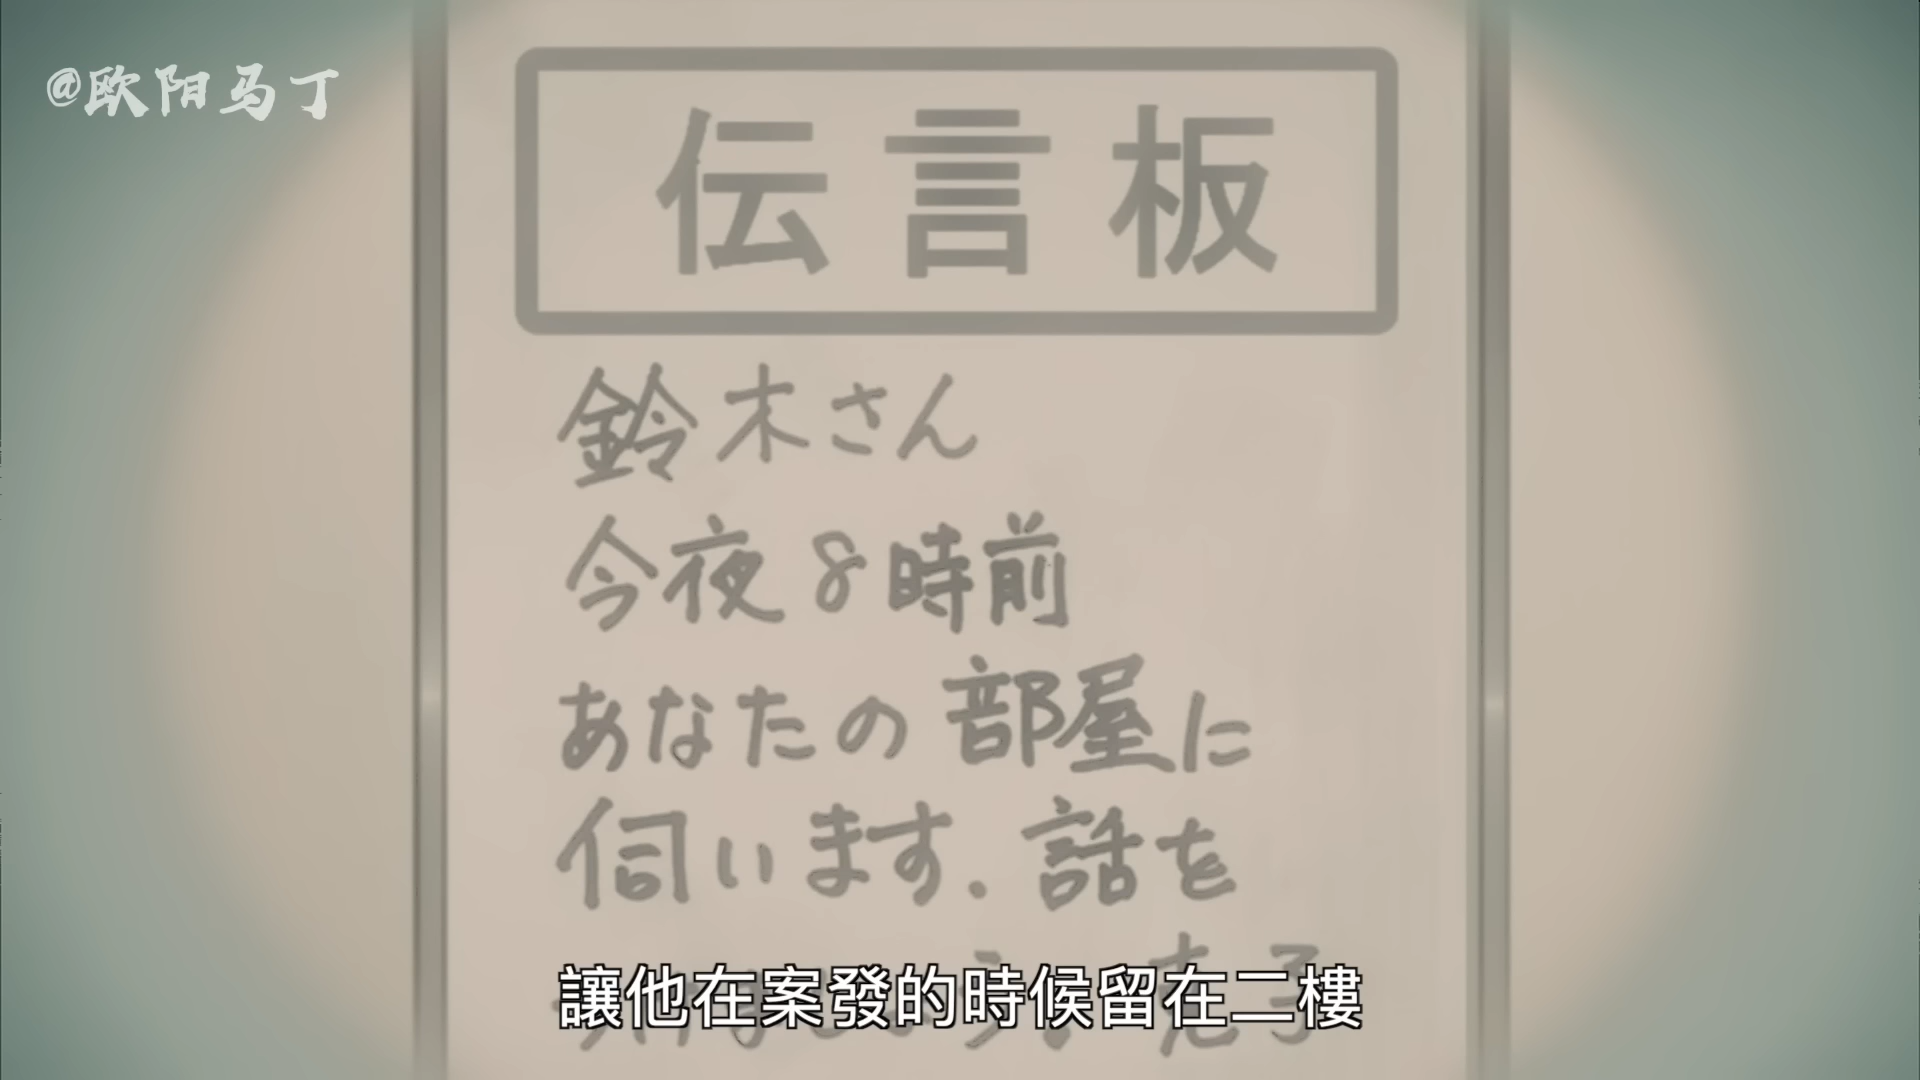 @欧阳马丁
伝言板
鈴木さん
今夜8時前
あなたの部屋に
伺います.話を
讓他在案發的時候留在二樓